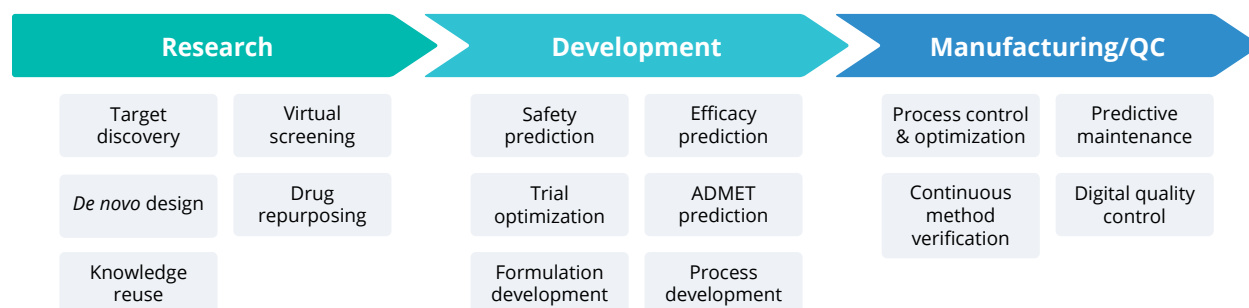 Research
Target
discovery
Virtual
screening
De novo design
Drug
repurposing
Knowledge
reuse
Development
Safety
prediction
Efficacy
prediction
Trial
optimization
ADMET
prediction
Formulation
development
Process
development
Manufacturing/QC
Process control
& optimization
Predictive
maintenance
Continuous
method
verification
Digital quality
control